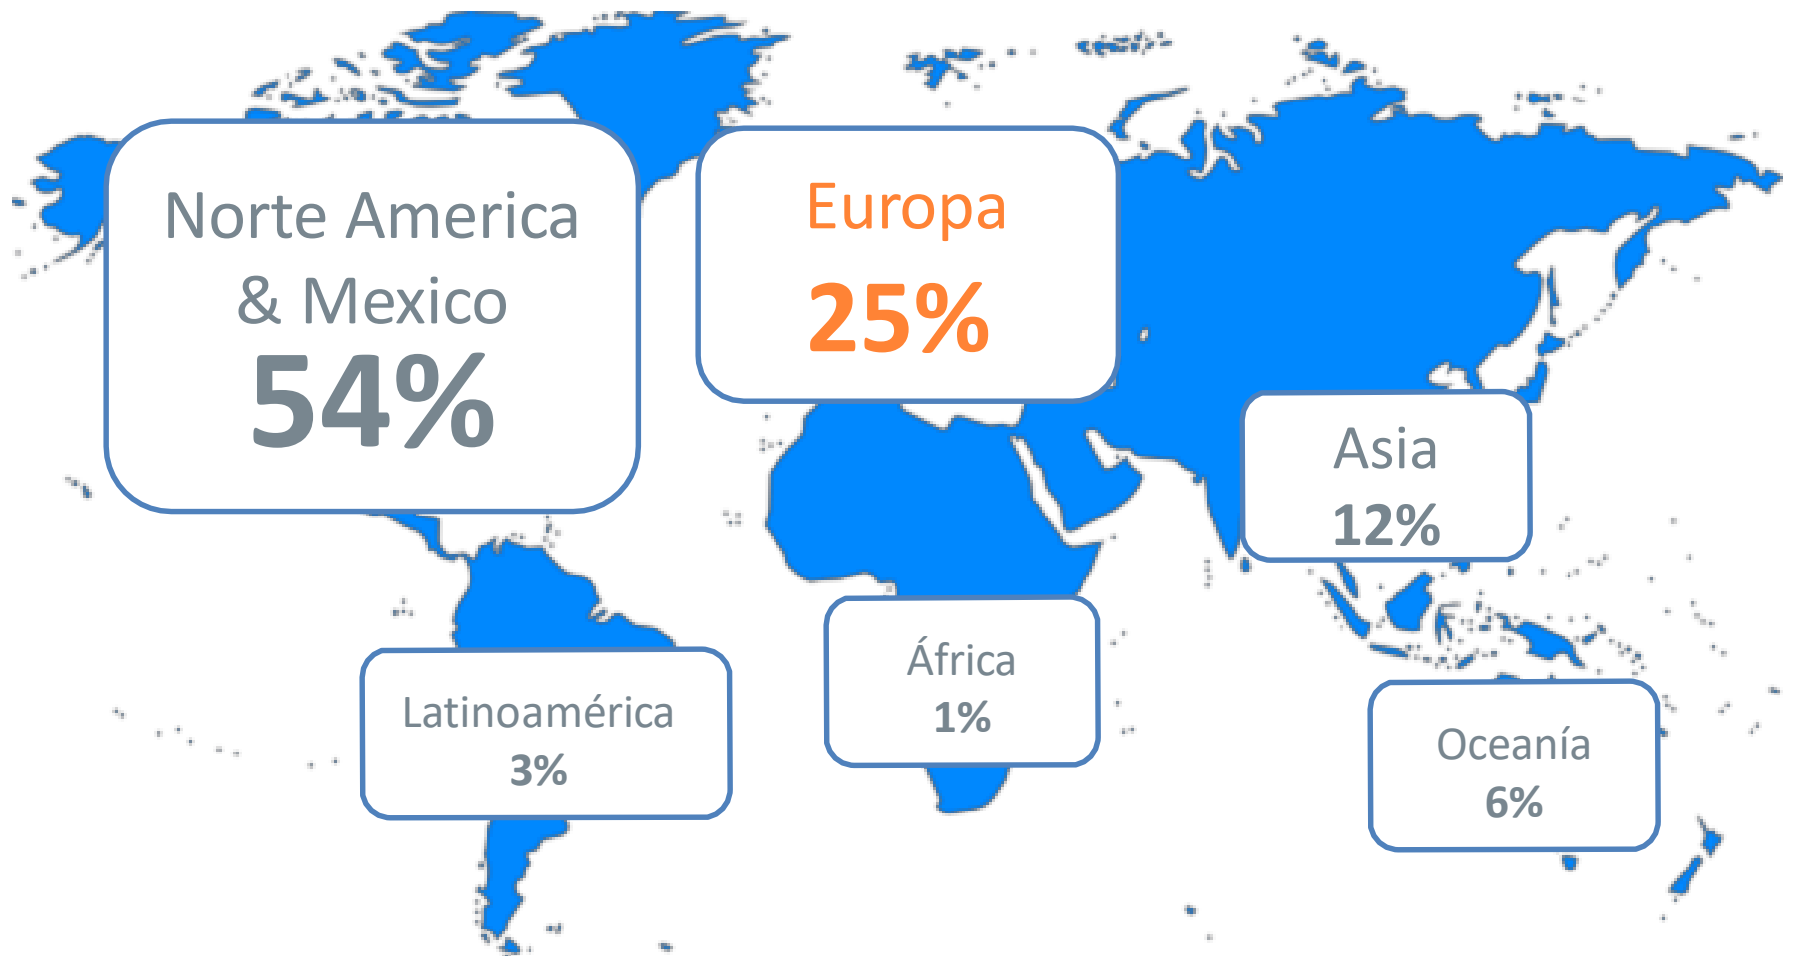 Norte America
& Mexico
54%
Europa
25%
Asia
12%
África
1%
Latinoamérica
3%
Oceanía
6%